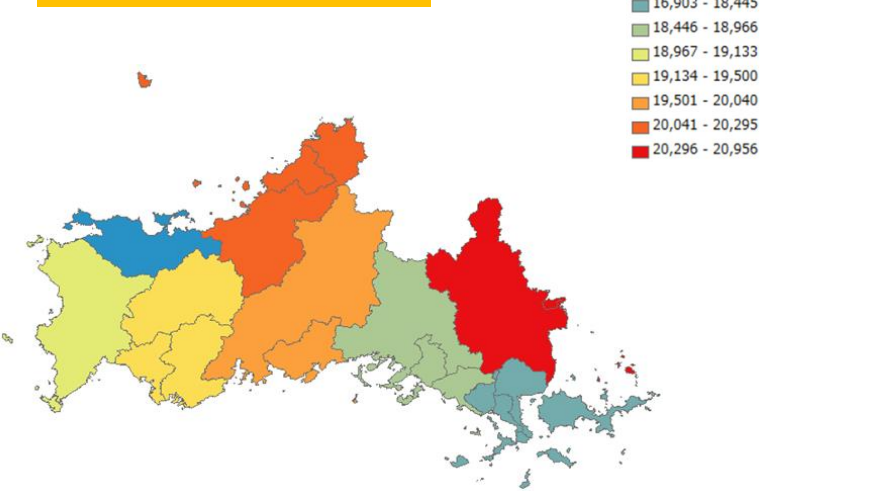 16,903 - 18,445
18,446 - 18,966
18,967 - 19,133
19,134 - 19,500
19,501 - 20,040
20,041 - 20,295
20,296 - 20,956